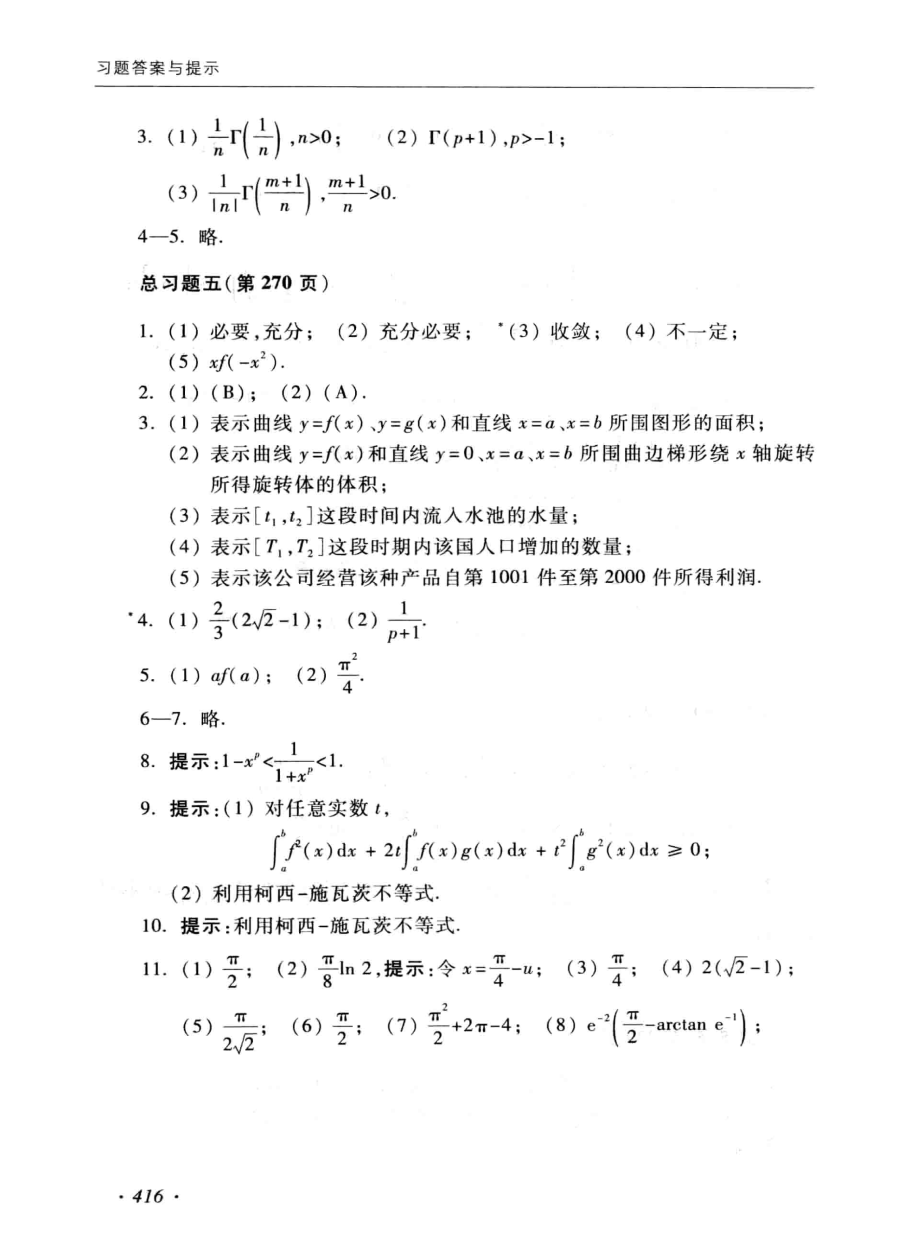 习题答案与提示
3. (1) $\frac{1}{n}\Gamma\left(\frac{1}{n}\right)$,n>0; (2) Γ(p+1),p>-1;
(3) $\frac{1}{|n|}\Gamma\left(\frac{m+1}{n}\right)$,$\frac{m+1}{n}$>0.
4—5. 略.
总习题五(第 270 页)
1. (1) 必要,充分; (2) 充分必要; *(3) 收敛; (4) 不一定;
(5) $xf(-x^2)$.
2. (1) (B); (2) (A).
3. (1) 表示曲线 y=f(x)、y=g(x)和直线 x=a、x=b 所围图形的面积;
(2) 表示曲线 y=f(x)和直线 y=0、x=a、x=b 所围曲边梯形绕 x 轴旋转
所得旋转体的体积;
(3) 表示[$t_1$,$t_2$]这段时间内流入水池的水量;
(4) 表示[$T_1$,$T_2$]这段时期内该国人口增加的数量;
(5) 表示该公司经营该种产品自第 1001 件至第 2000 件所得利润.
*4. (1) $\frac{2}{3}(2\sqrt{2}-1)$; (2) $\frac{1}{p+1}$.
5. (1) af(a); (2) $\frac{\pi^2}{4}$.
6—7. 略.
8. 提示:$1-x^p<\frac{1}{1+x^p}<1$.
9. 提示:(1) 对任意实数 t,
$\int_a^b f^2(x)dx + 2t\int_a^b f(x)g(x)dx + t^2\int_a^b g^2(x)dx \geqslant 0$;
(2) 利用柯西-施瓦茨不等式.
10. 提示:利用柯西-施瓦茨不等式.
11. (1) $\frac{\pi}{2}$; (2) $\frac{\pi}{8}\ln 2$,提示:令 $x=\frac{\pi}{4}-u$; (3) $\frac{\pi}{4}$; (4) $2(\sqrt{2}-1)$;
(5) $\frac{\pi}{2\sqrt{2}}$; (6) $\frac{\pi}{2}$; (7) $\frac{\pi^2}{2}+2\pi-4$; (8) $e^{-2}\left(\frac{\pi}{2}-\arctan e^{-1}\right)$;
· 416 ·